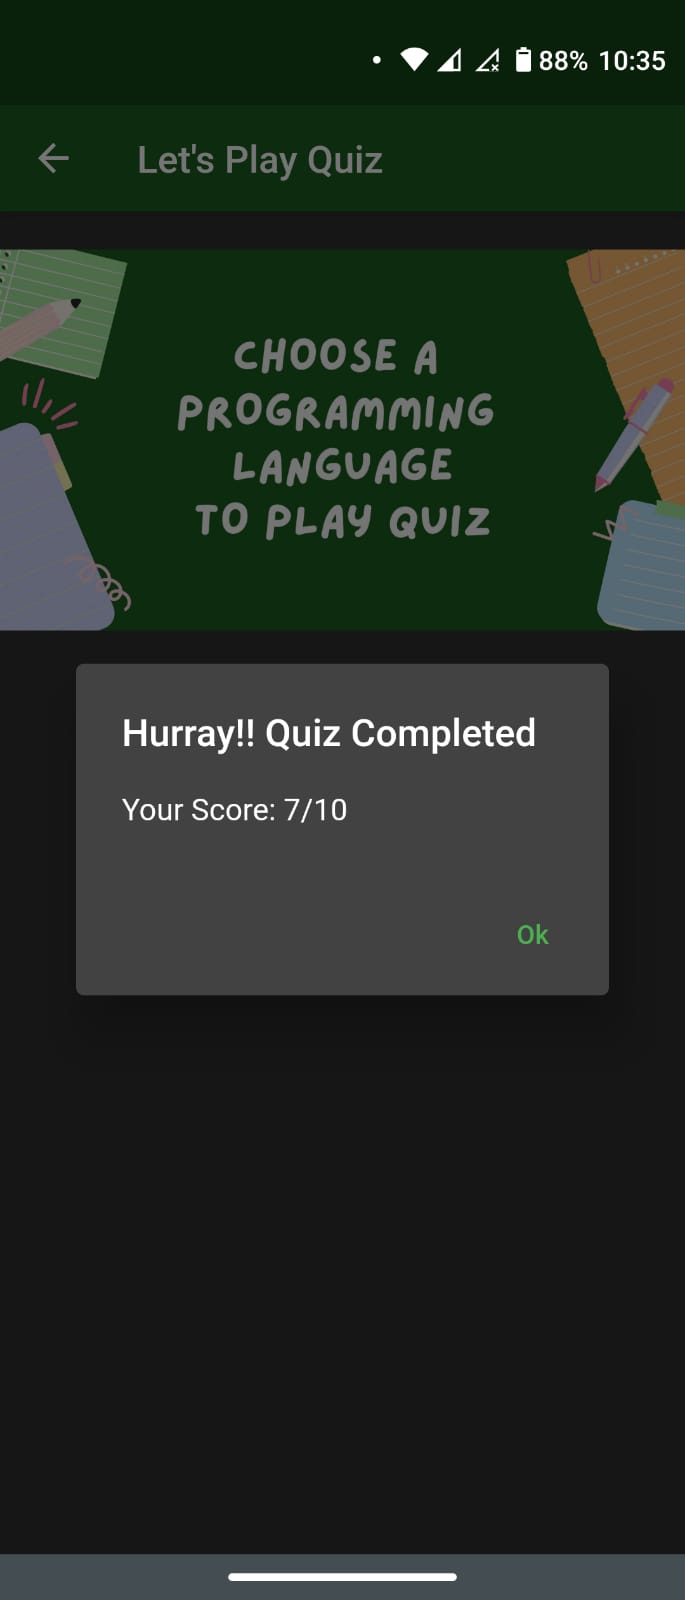 88% 10:35
Let's Play Quiz
CHOOSE A
PROGRAMMING
LANGUAGE
TO PLAY QUIZ
Hurray!! Quiz Completed
Your Score: 7/10
Ok